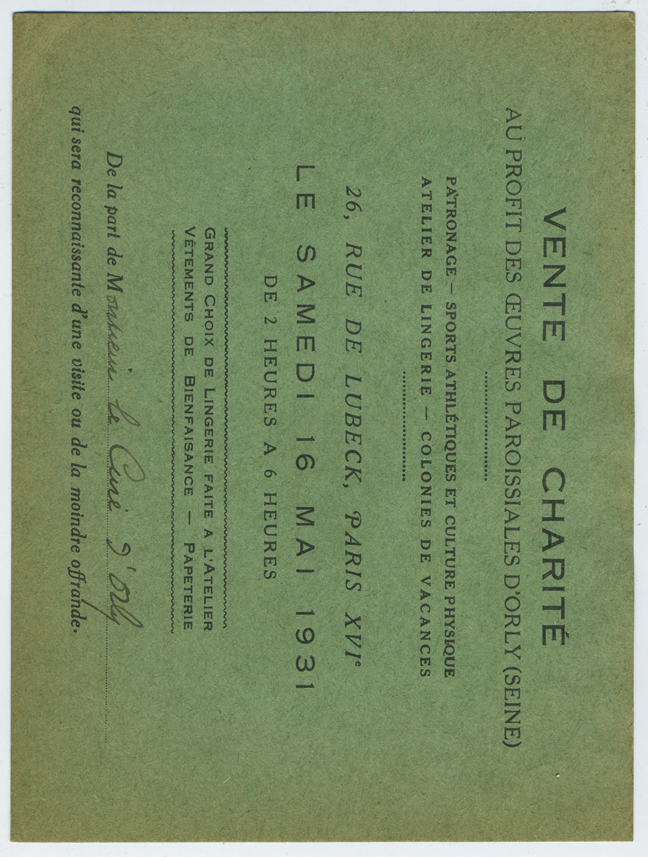 VENTE DE CHARITÉ
AU PROFIT DES ŒUVRES PAROISSIALES D'ORLY (SEINE)
PATRONAGE — SPORTS ATHLÉTIQUES ET CULTURE PHYSIQUE
ATELIER DE LINGERIE — COLONIES DE VACANCES
26, RUE DE LUBECK, PARIS XVIe
LE SAMEDI 16 MAI 1931
DE 2 HEURES A 6 HEURES
GRAND CHOIX DE LINGERIE FAITE A L'ATELIER
VÊTEMENTS DE BIENFAISANCE — PAPETERIE
De la part de Monsieur le Curé d'Orly
qui sera reconnaissante d'une visite ou de la moindre offrande.